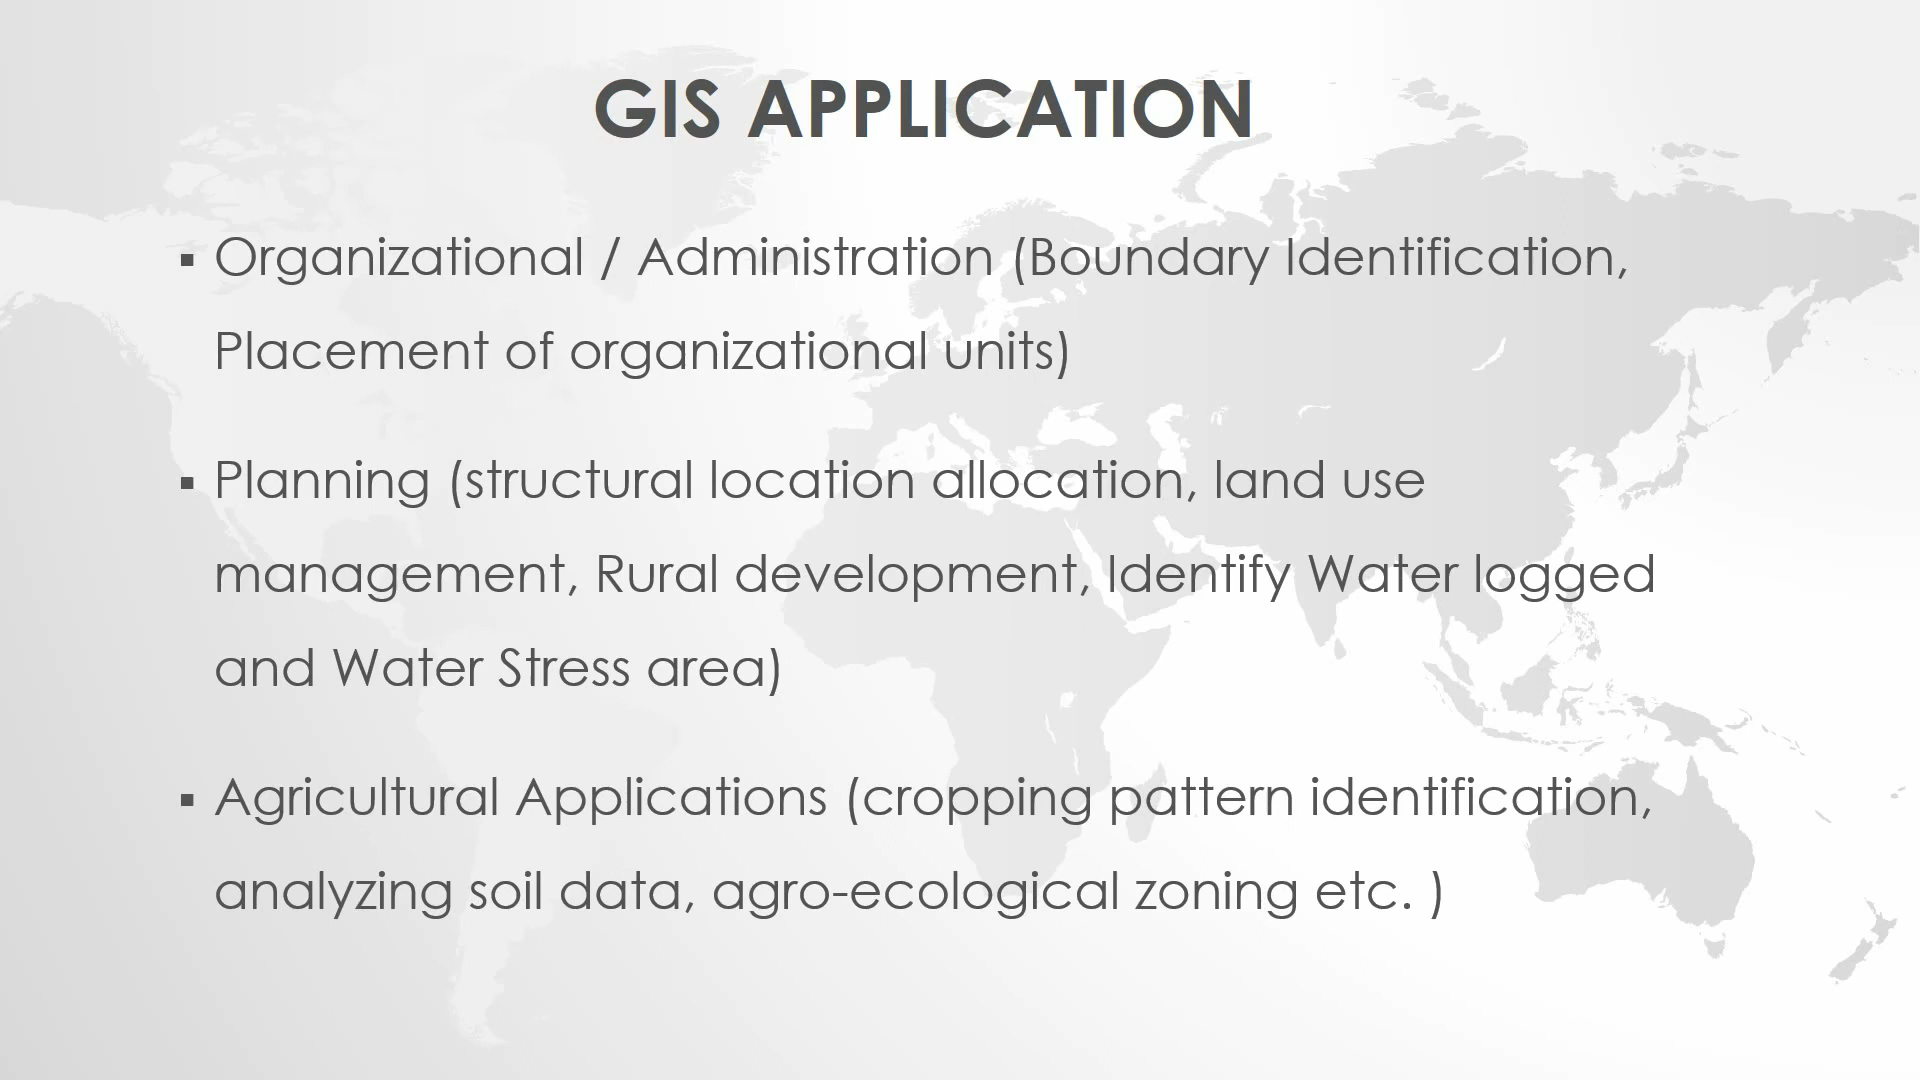 GIS APPLICATION
▪ Organizational / Administration (Boundary Identification,
Placement of organizational units)
▪ Planning (structural location allocation, land use
management, Rural development, Identify Water logged
and Water Stress area)
▪ Agricultural Applications (cropping pattern identification,
analyzing soil data, agro-ecological zoning etc. )